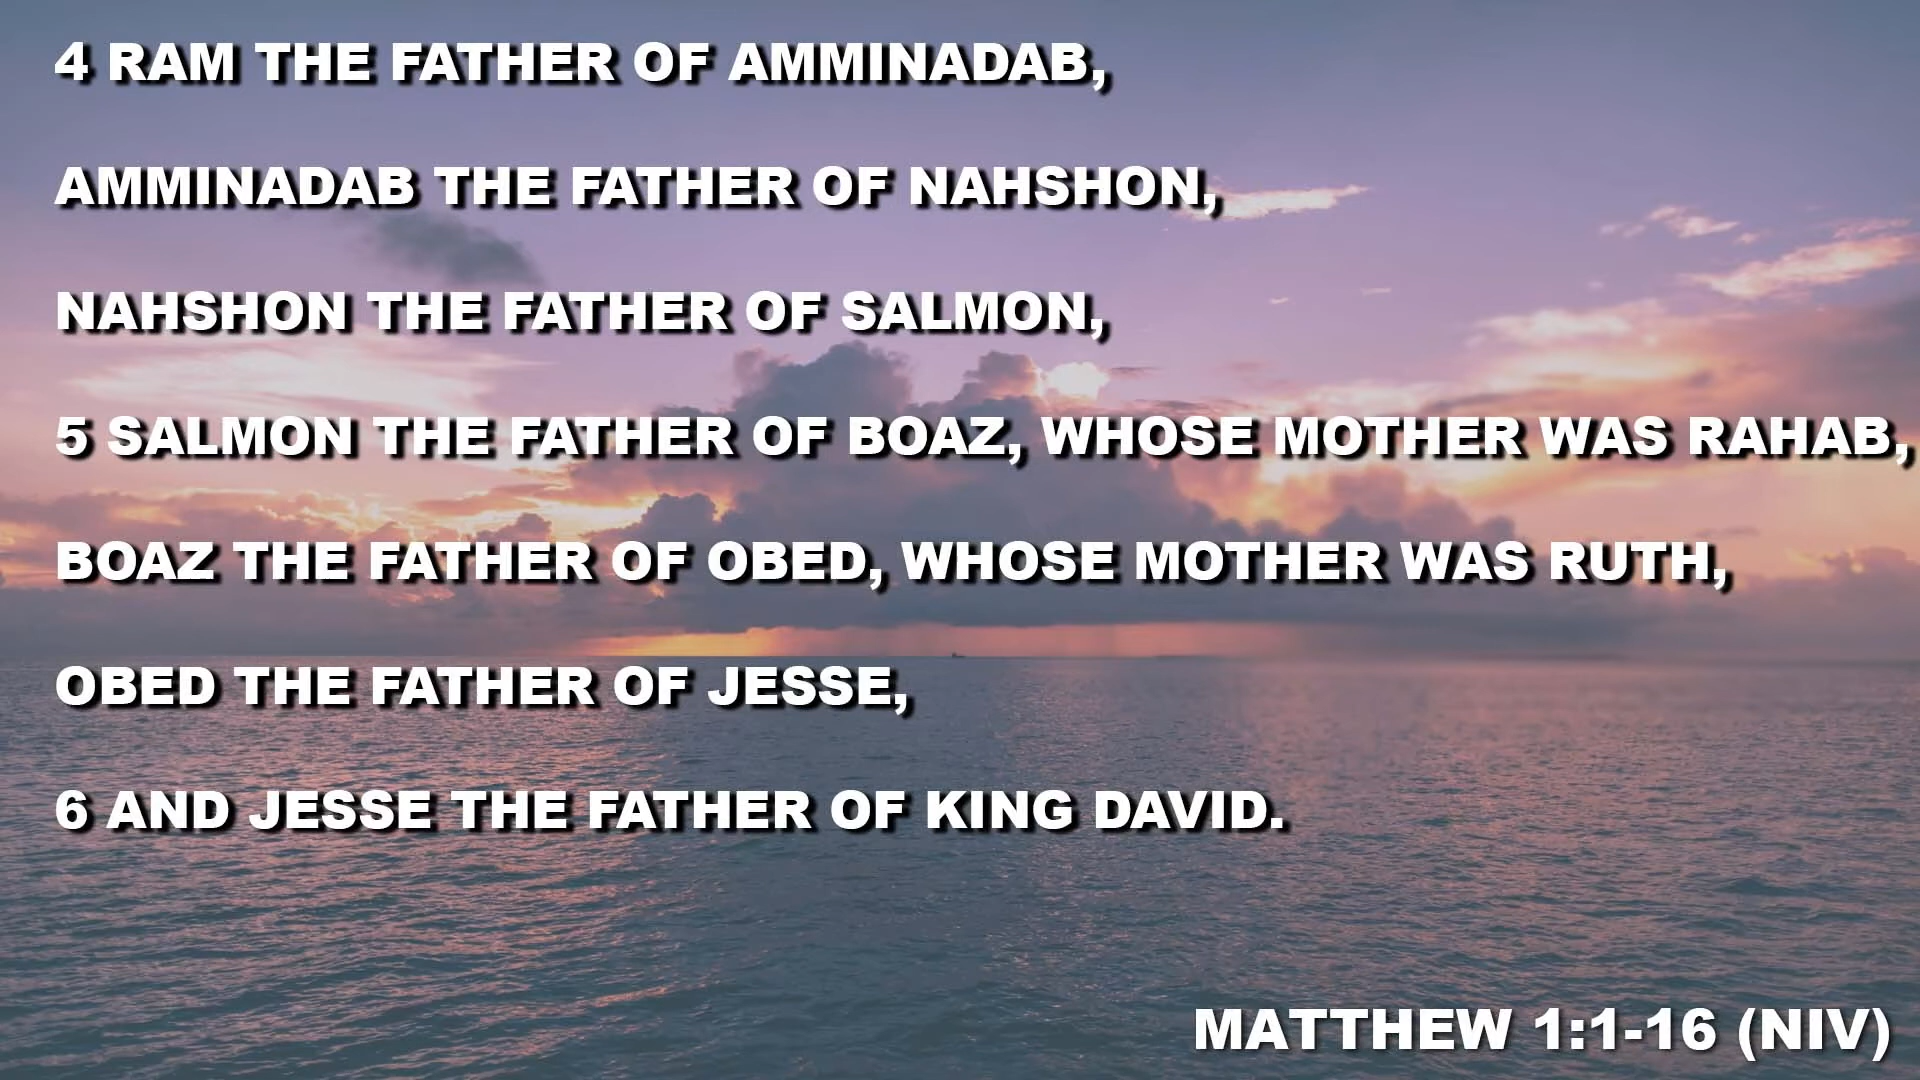 4 RAM THE FATHER OF AMMINADAB,
AMMINADAB THE FATHER OF NAHSHON,
NAHSHON THE FATHER OF SALMON,
5 SALMON THE FATHER OF BOAZ, WHOSE MOTHER WAS RAHAB,
BOAZ THE FATHER OF OBED, WHOSE MOTHER WAS RUTH,
OBED THE FATHER OF JESSE,
6 AND JESSE THE FATHER OF KING DAVID.
MATTHEW 1:1-16 (NIV)